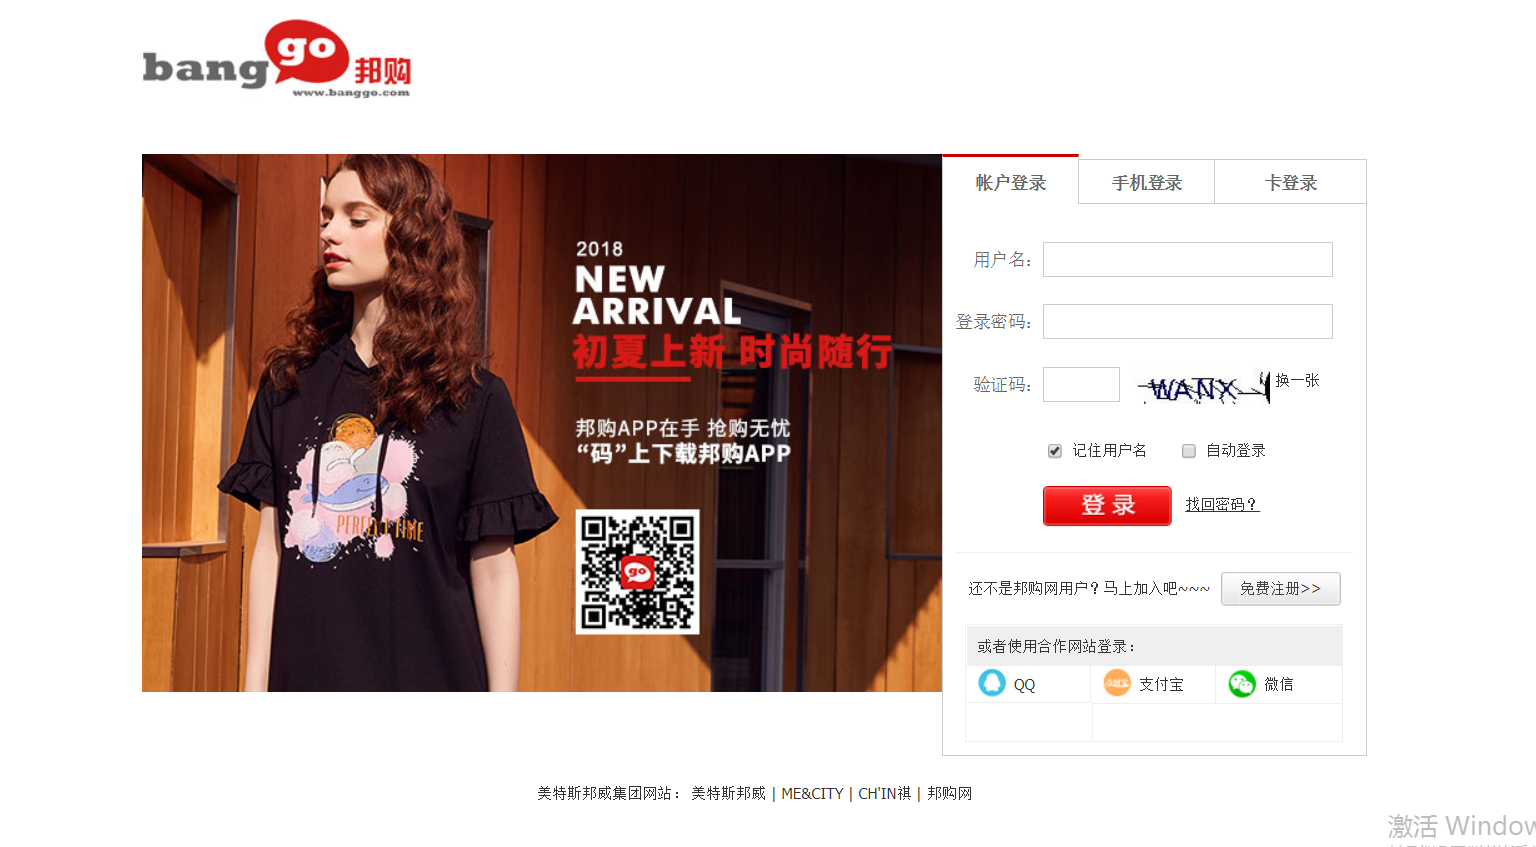 bang go 邦购
www.banggo.com
帐户登录 手机登录 卡登录
2018
NEW
ARRIVAL
初夏上新 时尚随行
邦购APP在手 抢购无忧
“码”上下载邦购APP
PERFECT TIME
go
用户名：
登录密码：
验证码： WANX 换一张
记住用户名 自动登录
登 录 找回密码？
还不是邦购网用户？马上加入吧~~~ 免费注册>>
或者使用合作网站登录：
QQ 支付宝 支付宝 微信
美特斯邦威集团网站： 美特斯邦威 | ME&CITY | CH'IN祺 | 邦购网
激活 Window